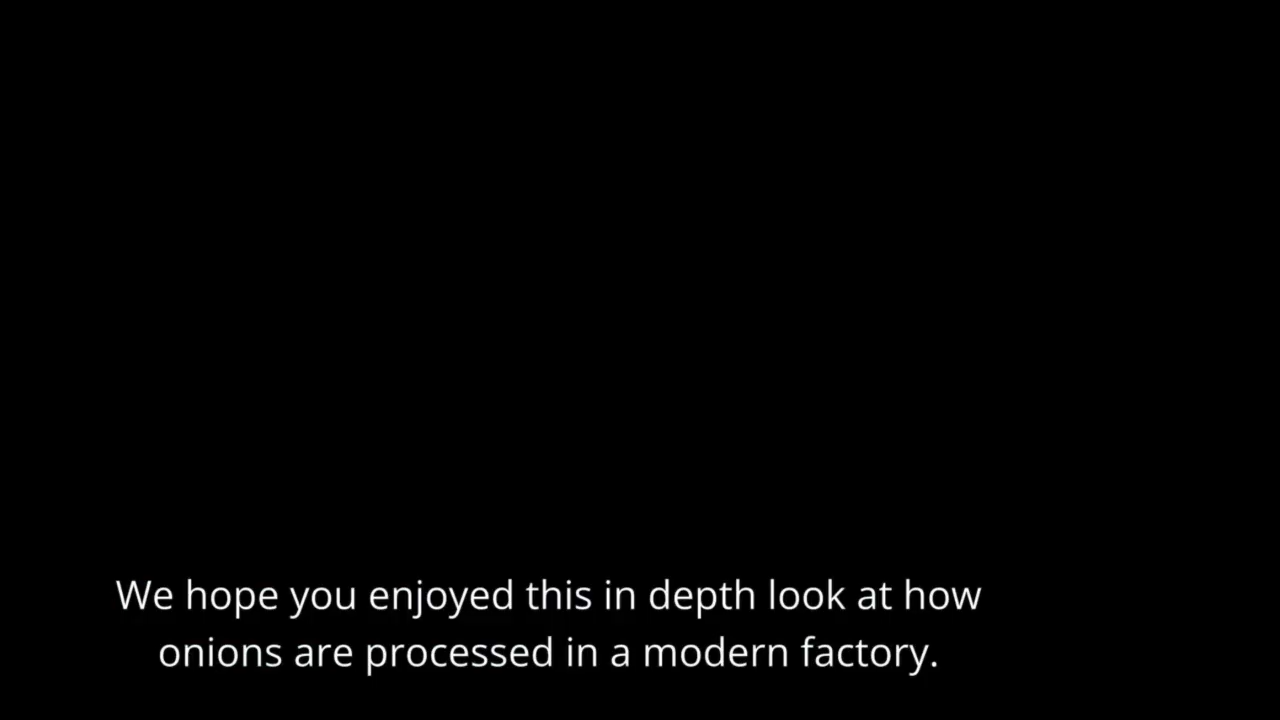 We hope you enjoyed this in depth look at how
onions are processed in a modern factory.